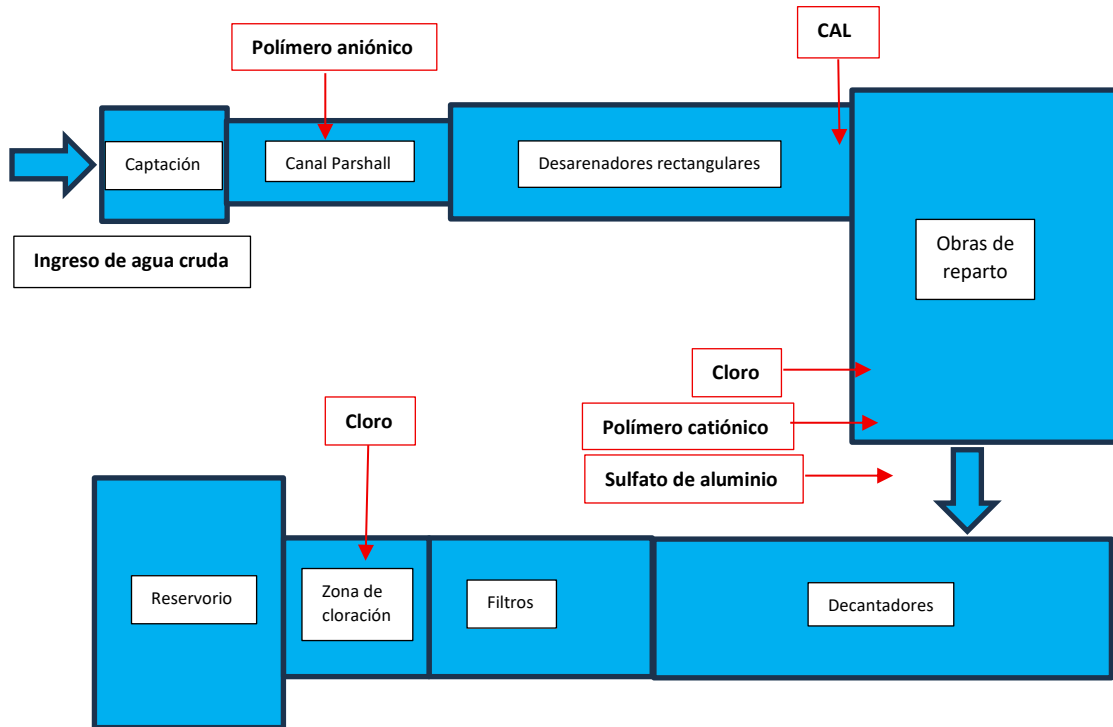 Polímero aniónico
CAL
Captación
Canal Parshall
Desarenadores rectangulares
Ingreso de agua cruda
Obras de
reparto
Cloro
Polímero catiónico
Sulfato de aluminio
Cloro
Reservorio
Zona de
cloración
Filtros
Decantadores